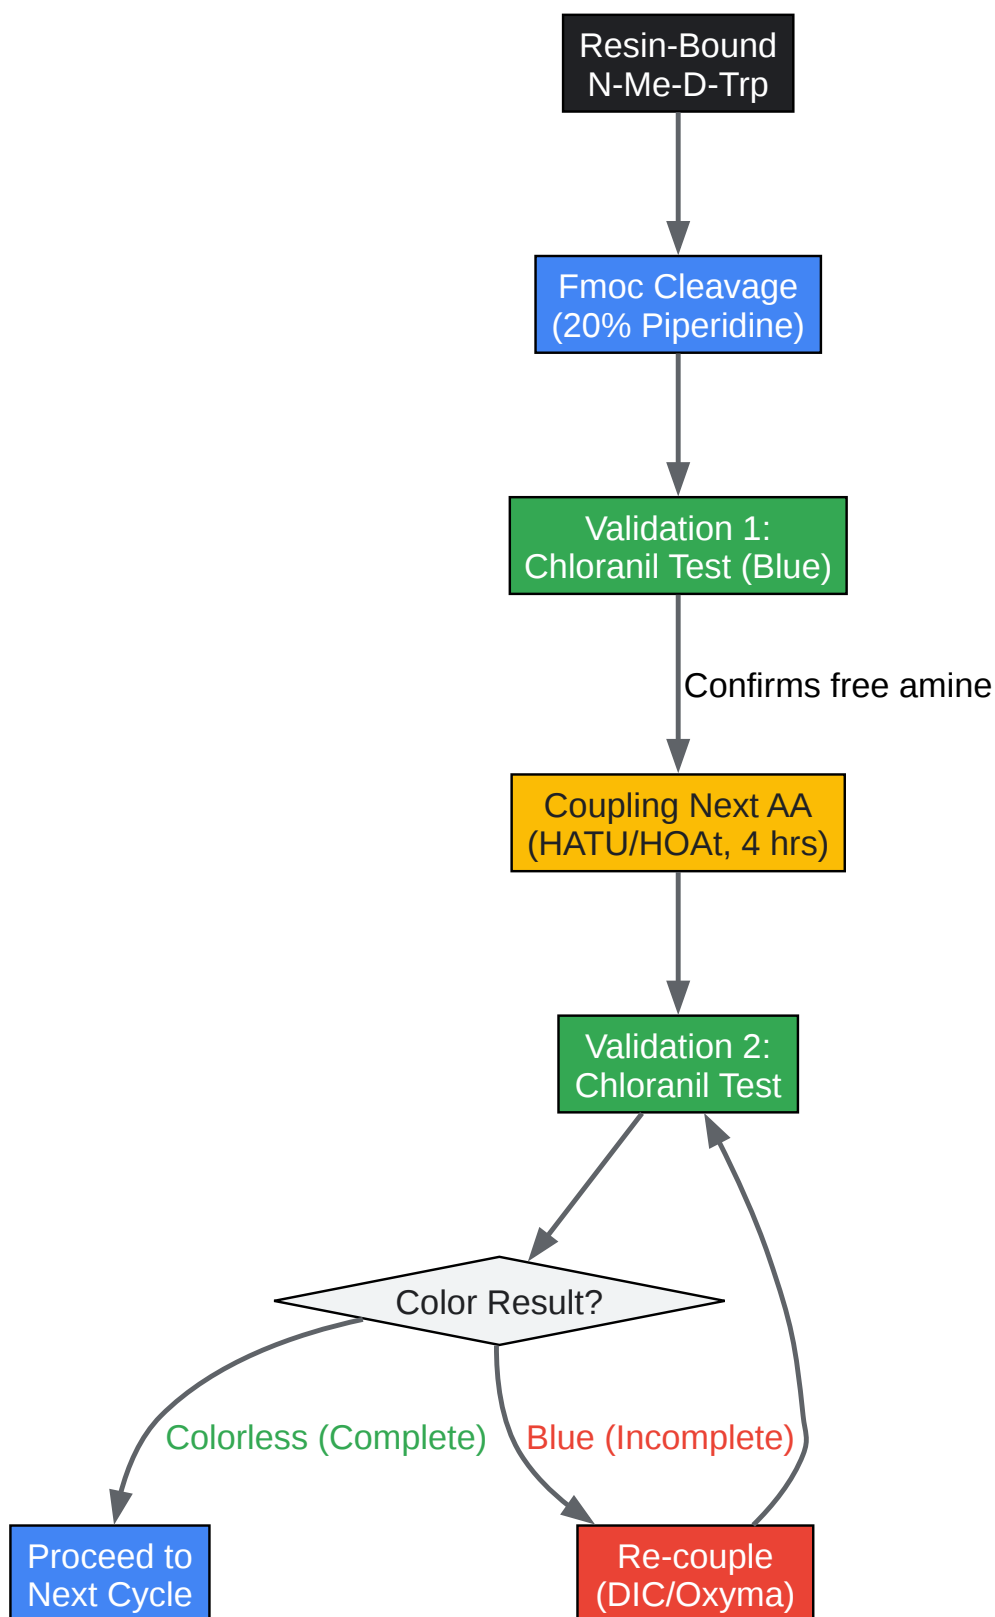 Resin-Bound
N-Me-D-Trp
Fmoc Cleavage
(20% Piperidine)
Validation 1:
Chloranil Test (Blue)
Confirms free amine
Coupling Next AA
(HATU/HOAt, 4 hrs)
Validation 2:
Chloranil Test
Color Result?
Colorless (Complete)
Blue (Incomplete)
Proceed to
Next Cycle
Re-couple
(DIC/Oxyma)